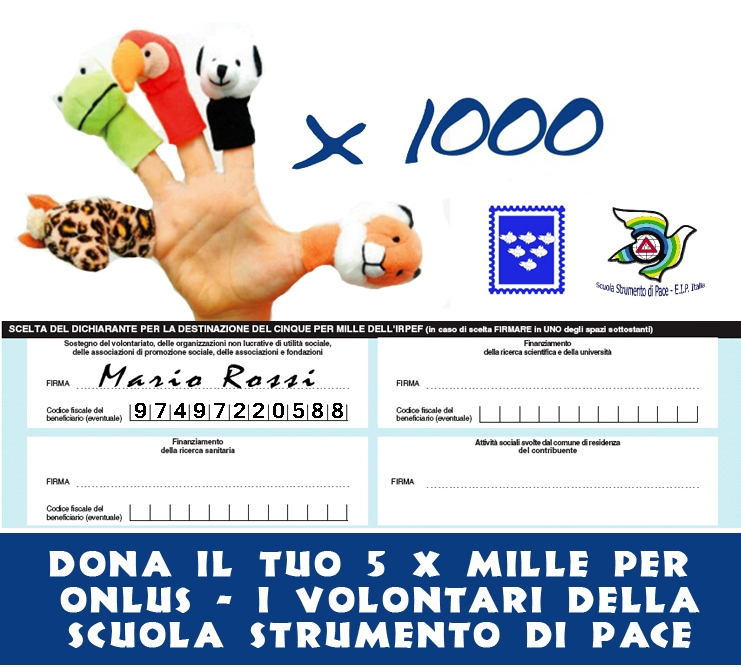 x 1000
Scuola Strumento di Pace - E.I.P. Italia
SCELTA DEL DICHIARANTE PER LA DESTINAZIONE DEL CINQUE PER MILLE DELL'IRPEF (in caso di scelta FIRMARE in UNO degli spazi sottostanti)
Sostegno del volontariato, delle organizzazioni non lucrative di utilità sociale,
delle associazioni di promozione sociale, delle associazioni e fondazioni
FIRMA Mario Rossi
Codice fiscale del
beneficiario (eventuale) 97497220588
Finanziamento
della ricerca scientifica e della università
FIRMA
Codice fiscale del
beneficiario (eventuale)
Finanziamento
della ricerca sanitaria
FIRMA
Codice fiscale del
beneficiario (eventuale)
Attività sociali svolte dal comune di residenza
del contribuente
FIRMA
DONA IL TUO 5 X MILLE PER
ONLUS - I VOLONTARI DELLA
SCUOLA STRUMENTO DI PACE